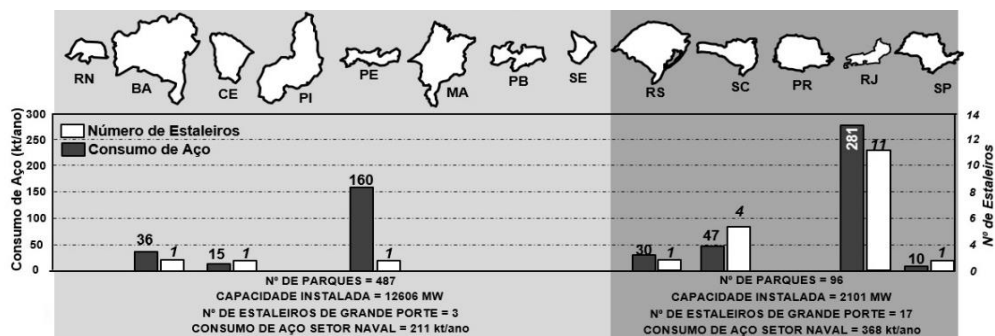 RN
BA
CE
PI
PE
MA
PB
SE
RS
SC
PR
RJ
SP
Consumo de Aço (kt/ano)
300
250
200
150
100
50
0
Número de Estaleiros
Consumo de Aço
36
1
15
1
160
1
30
1
47
4
281
11
10
1
14
12
10
8
6
4
2
0
Nº de Estaleiros
Nº DE PARQUES = 487
CAPACIDADE INSTALADA = 12606 MW
Nº DE ESTALEIROS DE GRANDE PORTE = 3
CONSUMO DE AÇO SETOR NAVAL = 211 kt/ano
Nº DE PARQUES = 96
CAPACIDADE INSTALADA = 2101 MW
Nº DE ESTALEIROS DE GRANDE PORTE = 17
CONSUMO DE AÇO SETOR NAVAL = 368 kt/ano